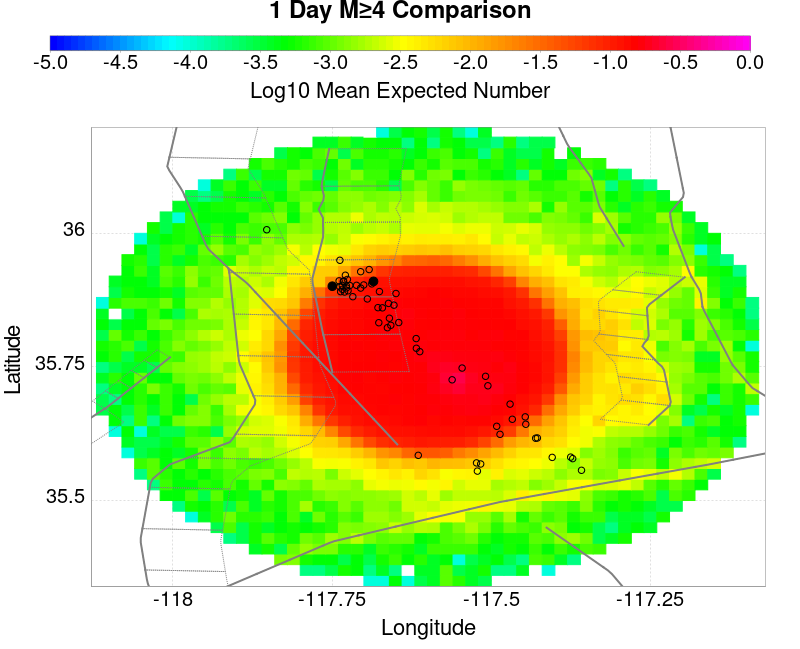 1 Day M≥4 Comparison
-5.0 -4.5 -4.0 -3.5 -3.0 -2.5 -2.0 -1.5 -1.0 -0.5 0.0
Log10 Mean Expected Number
36
35.75
35.5
Latitude
-118 -117.75 -117.5 -117.25
Longitude